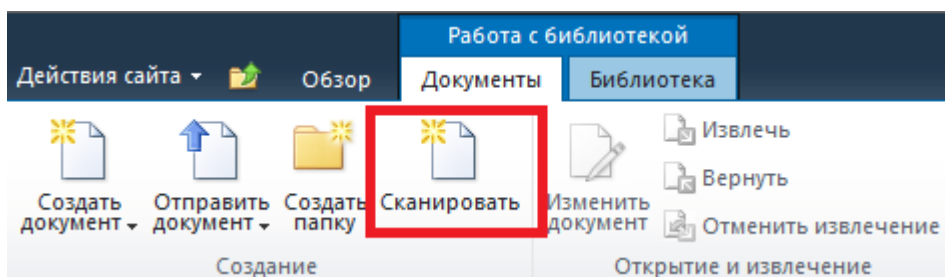 Работа с библиотекой
Действия сайта Обзор Документы Библиотека
Создать документ
Отправить документ
Создать папку
Сканировать
Изменить документ
Извлечь
Вернуть
Отменить извлечение
Создание
Открытие и извлечение